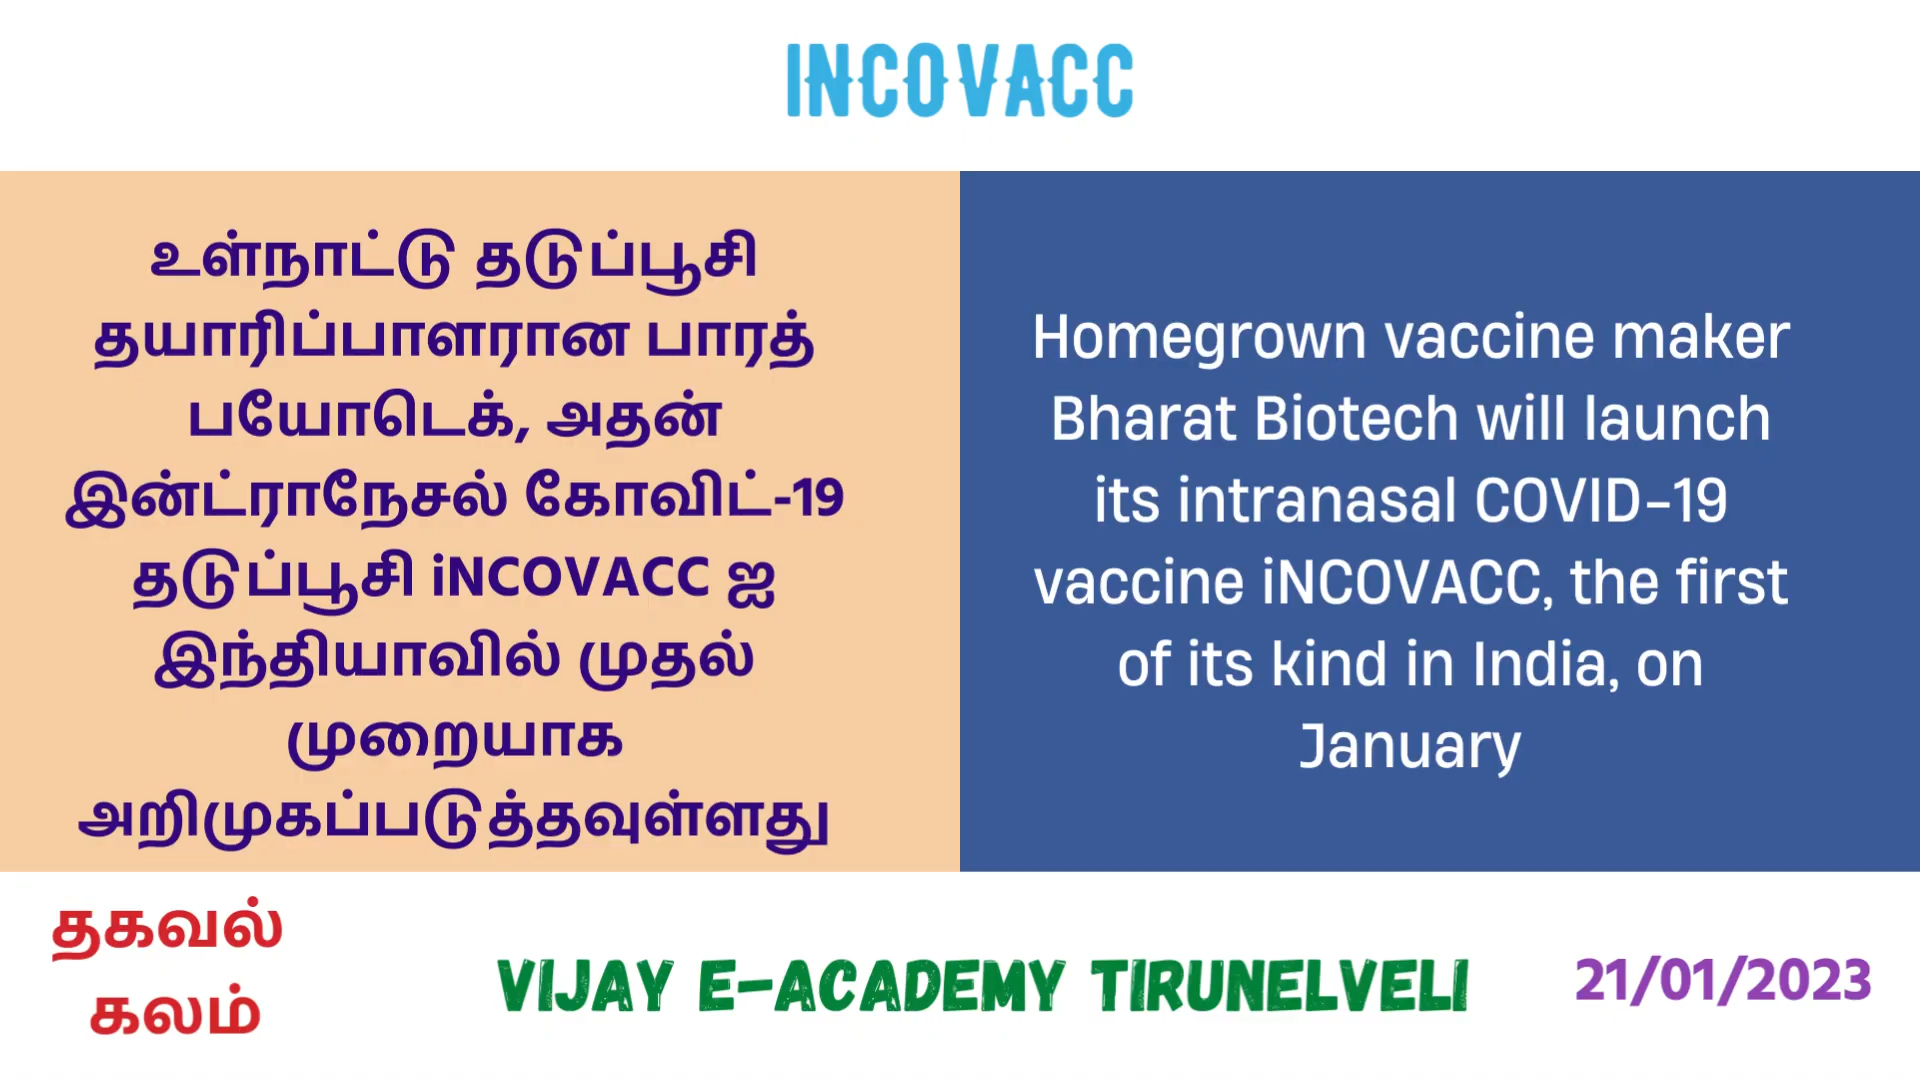 INCOVACC
உள்நாட்டு தடுப்பூசி
தயாரிப்பாளரான பாரத்
பயோடெக், அதன்
இன்ட்ராநேசல் கோவிட்-19
தடுப்பூசி iNCOVACC ஐ
இந்தியாவில் முதல்
முறையாக
அறிமுகப்படுத்தவுள்ளது
Homegrown vaccine maker
Bharat Biotech will launch
its intranasal COVID-19
vaccine iNCOVACC, the first
of its kind in India, on
January
தகவல்
களம்
VIJAY E-ACADEMY TIRUNELVELI
21/01/2023